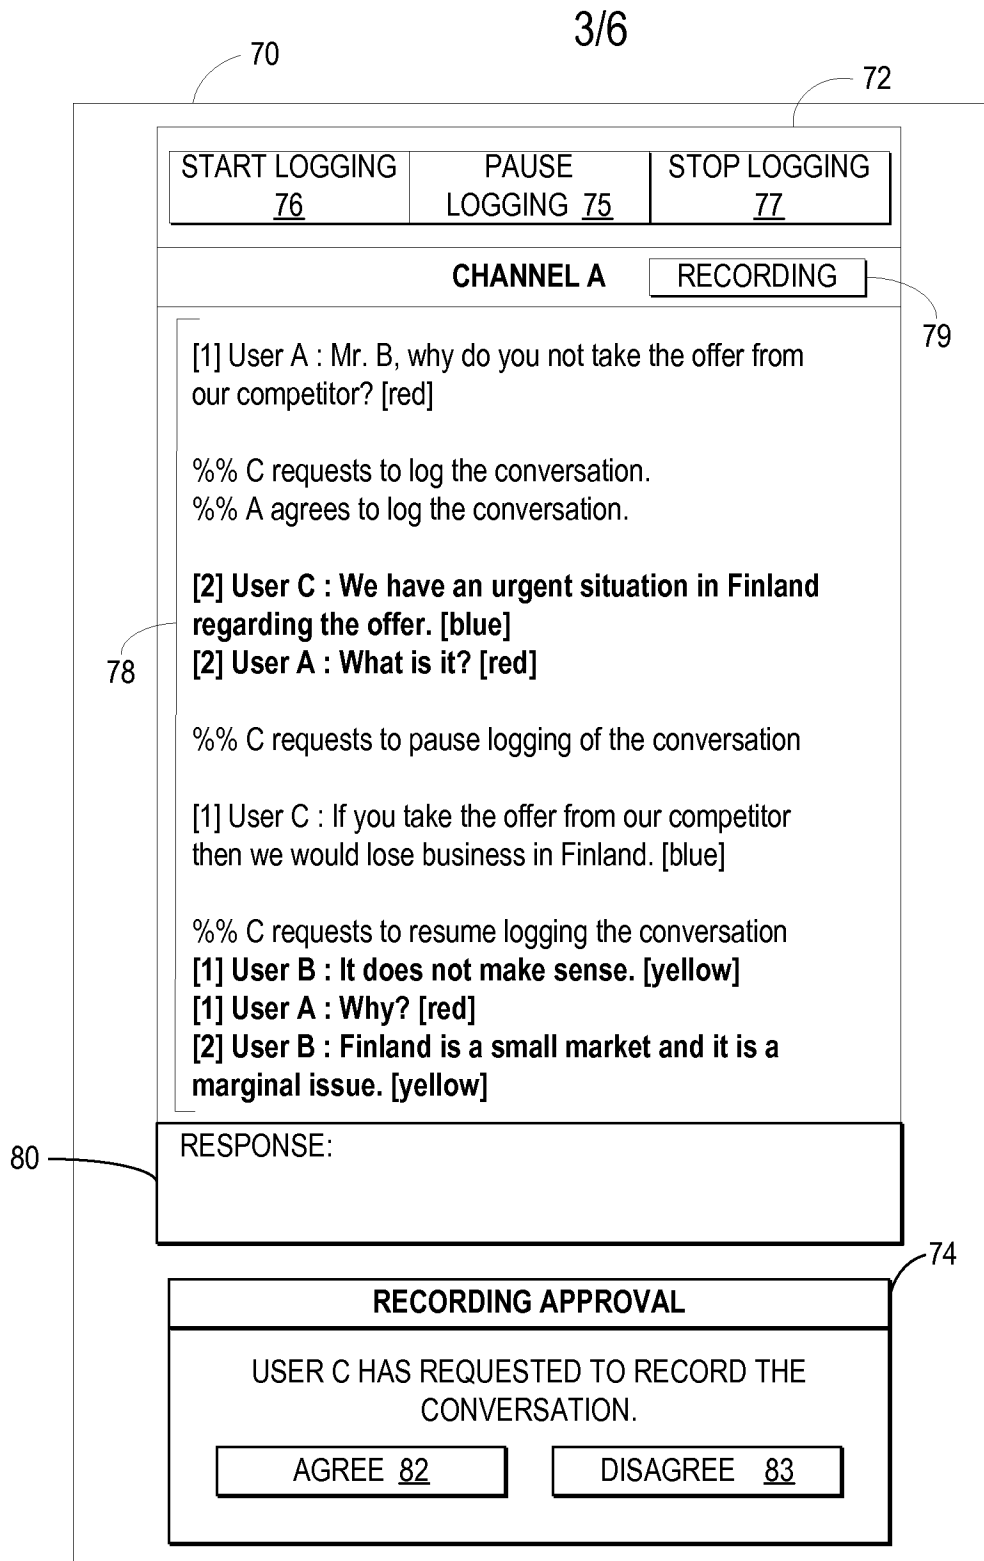 3/6
70
72
START LOGGING
76
PAUSE
LOGGING 75
STOP LOGGING
77
CHANNEL A
RECORDING
79
[1] User A : Mr. B, why do you not take the offer from
our competitor? [red]
%% C requests to log the conversation.
%% A agrees to log the conversation.
[2] User C : We have an urgent situation in Finland
regarding the offer. [blue]
[2] User A : What is it? [red]
78
%% C requests to pause logging of the conversation
[1] User C : If you take the offer from our competitor
then we would lose business in Finland. [blue]
%% C requests to resume logging the conversation
[1] User B : It does not make sense. [yellow]
[1] User A : Why? [red]
[2] User B : Finland is a small market and it is a
marginal issue. [yellow]
RESPONSE:
80
74
RECORDING APPROVAL
USER C HAS REQUESTED TO RECORD THE
CONVERSATION.
AGREE 82
DISAGREE 83